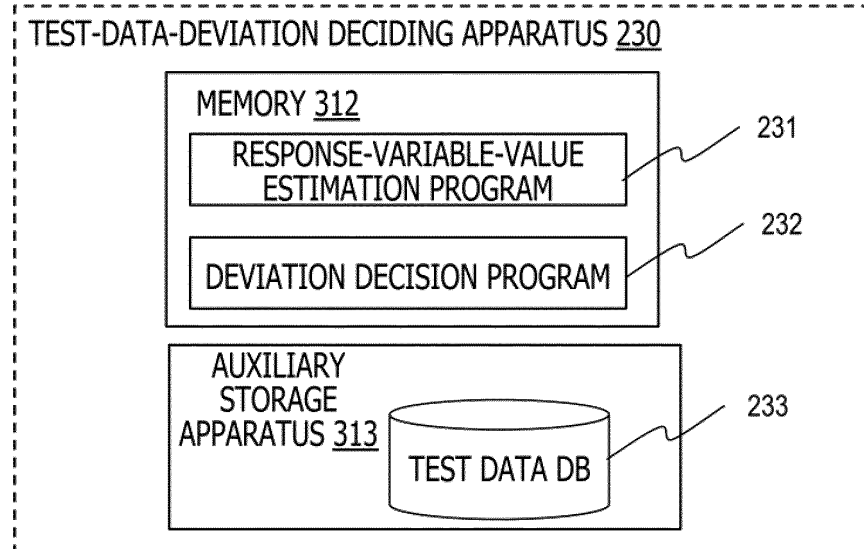 TEST-DATA-DEVIATION DECIDING APPARATUS 230
MEMORY 312
RESPONSE-VARIABLE-VALUE
ESTIMATION PROGRAM
231
DEVIATION DECISION PROGRAM
232
AUXILIARY
STORAGE
APPARATUS 313
TEST DATA DB
233